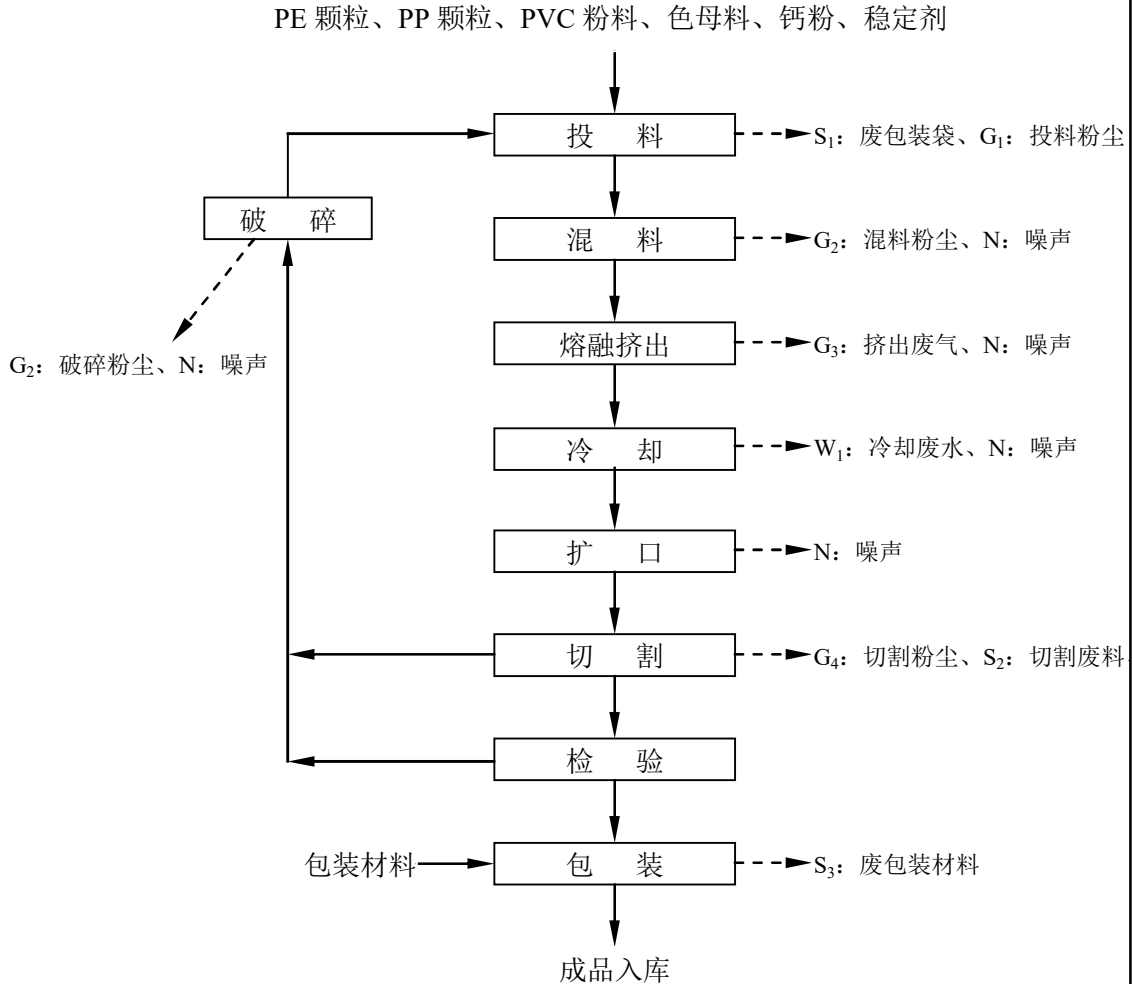 PE 颗粒、PP 颗粒、PVC 粉料、色母料、钙粉、稳定剂
投 料
S₁：废包装袋、G₁：投料粉尘
破 碎
混 料
G₂：混料粉尘、N：噪声
熔融挤出
G₃：挤出废气、N：噪声
G₂：破碎粉尘、N：噪声
冷 却
W₁：冷却废水、N：噪声
扩 口
N：噪声
切 割
G₄：切割粉尘、S₂：切割废料
检 验
包装材料
包 装
S₃：废包装材料
成品入库